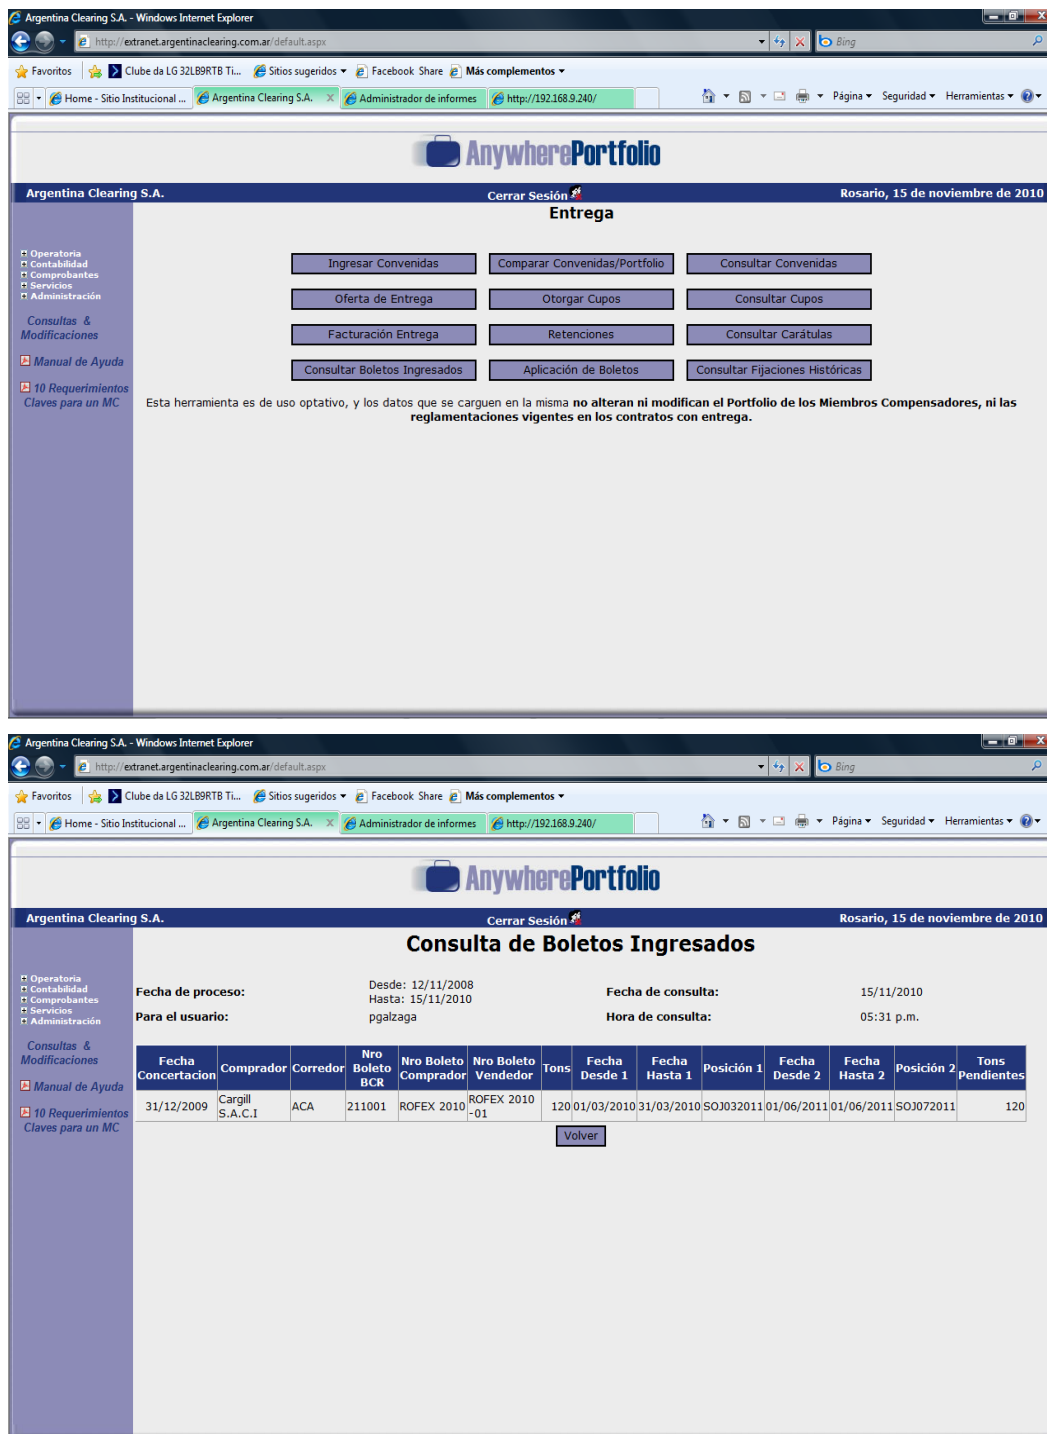 Argentina Clearing S.A. - Windows Internet Explorer
http://extranet.argentinaclearing.com.ar/default.aspx
Bing
Favoritos
Clube da LG 32LB9RTB Ti...
Sitios sugeridos
Facebook Share
Más complementos
Home - Sitio Institucional ...
Argentina Clearing S.A.
Administrador de informes
http://192.168.9.240/
Página
Seguridad
Herramientas
AnywherePortfolio
Argentina Clearing S.A.
Cerrar Sesión
Rosario, 15 de noviembre de 2010
Entrega
Operatoria
Contabilidad
Comprobantes
Servicios
Administración
Consultas &
Modificaciones
Manual de Ayuda
10 Requerimientos
Claves para un MC
Ingresar Convenidas
Comparar Convenidas/Portfolio
Consultar Convenidas
Oferta de Entrega
Otorgar Cupos
Consultar Cupos
Facturación Entrega
Retenciones
Consultar Carátulas
Consultar Boletos Ingresados
Aplicación de Boletos
Consultar Fijaciones Históricas
Esta herramienta es de uso optativo, y los datos que se carguen en la misma no alteran ni modifican el Portfolio de los Miembros Compensadores, ni las
reglamentaciones vigentes en los contratos con entrega.
Argentina Clearing S.A. - Windows Internet Explorer
http://extranet.argentinaclearing.com.ar/default.aspx
Bing
Favoritos
Clube da LG 32LB9RTB Ti...
Sitios sugeridos
Facebook Share
Más complementos
Home - Sitio Institucional ...
Argentina Clearing S.A.
Administrador de informes
http://192.168.9.240/
Página
Seguridad
Herramientas
AnywherePortfolio
Argentina Clearing S.A.
Cerrar Sesión
Rosario, 15 de noviembre de 2010
Consulta de Boletos Ingresados
Operatoria
Contabilidad
Comprobantes
Servicios
Administración
Consultas &
Modificaciones
Manual de Ayuda
10 Requerimientos
Claves para un MC
Fecha de proceso:
Desde: 12/11/2008
Hasta: 15/11/2010
Fecha de consulta:
15/11/2010
Para el usuario:
pgalzaga
Hora de consulta:
05:31 p.m.
Fecha Concertacion
Comprador
Corredor
Nro Boleto BCR
Nro Boleto Comprador
Nro Boleto Vendedor
Tons
Fecha Desde 1
Fecha Hasta 1
Posición 1
Fecha Desde 2
Fecha Hasta 2
Posición 2
Tons Pendientes
31/12/2009
Cargill S.A.C.I
ACA
211001
ROFEX 2010
ROFEX 2010 -01
120
01/03/2010
31/03/2010
SOJ032011
01/06/2011
01/06/2011
SOJ072011
120
Volver